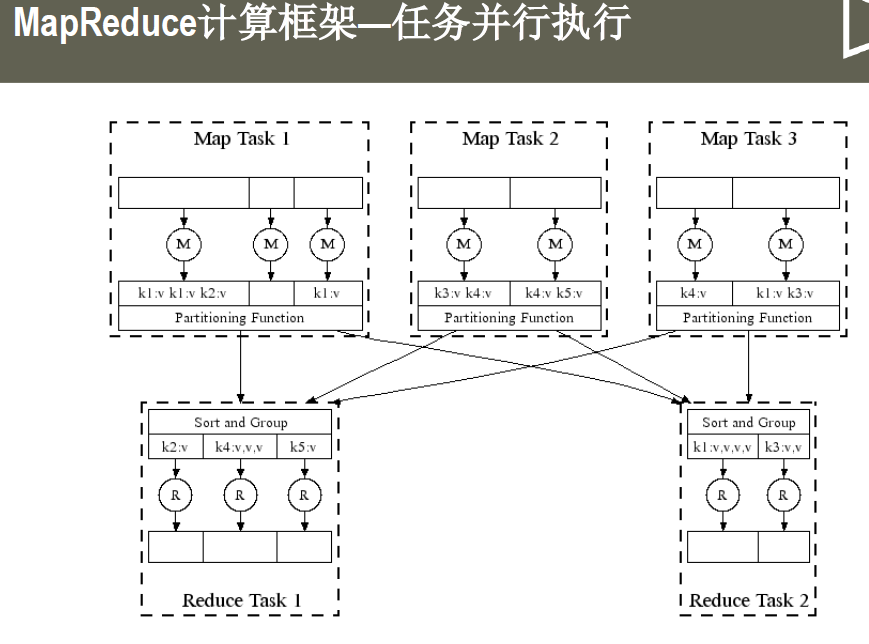 MapReduce计算框架—任务并行执行
Map Task 1
Map Task 2
Map Task 3
M M M
M M
M M
k1:v k1:v k2:v
k1:v
k3:v k4:v
k4:v k5:v
k4:v
k1:v k3:v
Partitioning Function
Partitioning Function
Partitioning Function
Sort and Group
Sort and Group
k2:v
k4:v,v,v
k5:v
k1:v,v,v,v
k3:v,v
R R R
R R
Reduce Task 1
Reduce Task 2